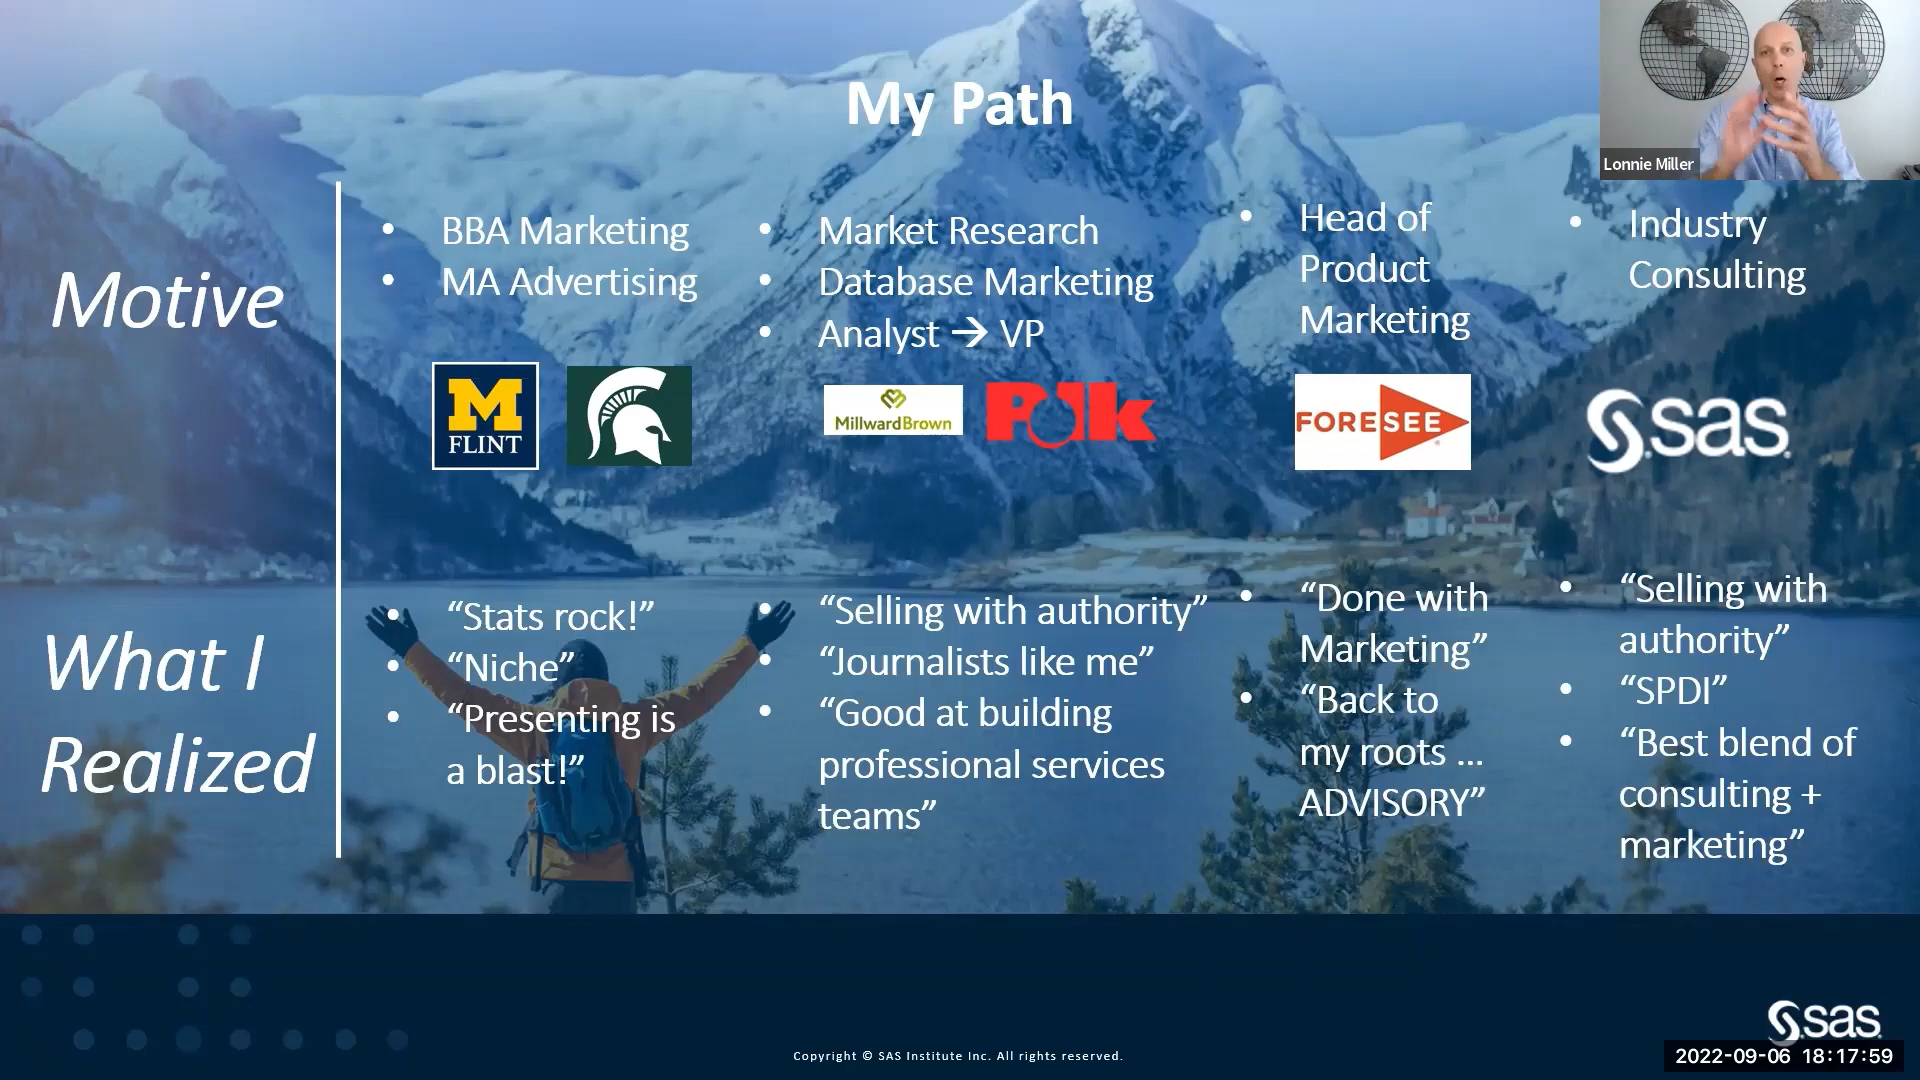 My Path
Lonnie Miller
Motive
• BBA Marketing
• MA Advertising
M
FLINT
• Market Research
• Database Marketing
• Analyst → VP
MillwardBrown
Polk
• Head of
Product
Marketing
FORESEE
• Industry
Consulting
sas
What I
Realized
• “Stats rock!”
• “Niche”
• “Presenting is
a blast!”
• “Selling with authority”
• “Journalists like me”
• “Good at building
professional services
teams”
• “Done with
Marketing”
• “Back to
my roots ...
ADVISORY”
• “Selling with
authority”
• “SPDI”
• “Best blend of
consulting +
marketing”
sas
Copyright © SAS Institute Inc. All rights reserved.
2022-09-06 18:17:59